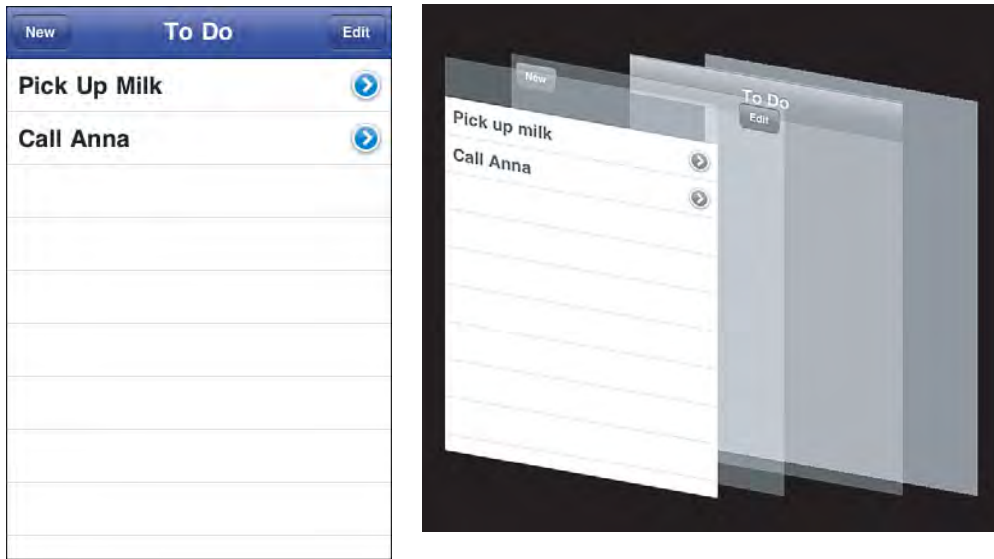 New To Do Edit
Pick Up Milk
Call Anna
New
To Do
Edit
Pick up milk
Call Anna